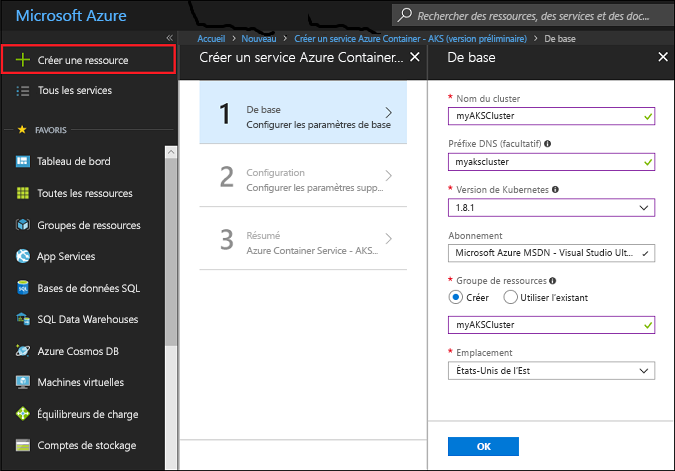 Microsoft Azure
Rechercher des ressources, des services et des doc...
«
Créer une ressource
Tous les services
FAVORIS
Tableau de bord
Toutes les ressources
Groupes de ressources
App Services
Bases de données SQL
SQL Data Warehouses
Azure Cosmos DB
Machines virtuelles
Équilibreurs de charge
Comptes de stockage
Accueil > Nouveau > Créer un service Azure Container - AKS (version préliminaire) > De base
Créer un service Azure Container...
1
De base
Configurer les paramètres de base
2
Configuration
Configurer les paramètres supp...
3
Résumé
Azure Container Service - AKS...
De base
* Nom du cluster
myAKSCluster
Préfixe DNS (facultatif)
myakscluster
* Version de Kubernetes
1.8.1
Abonnement
Microsoft Azure MSDN - Visual Studio Ult...
* Groupe de ressources
Créer
Utiliser l'existant
myAKSCluster
* Emplacement
États-Unis de l'Est
OK